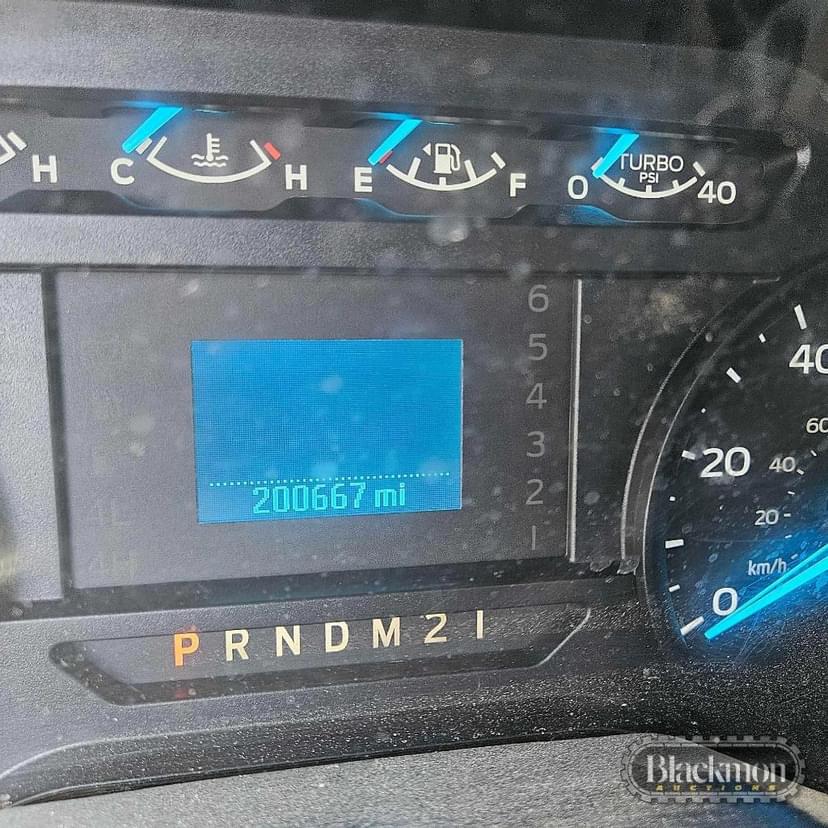 H
C H
E F
0 TURBO 40
PSI
6
5
4
3
2
1
200667 mi
P R N D M 2 1
40
60
20 40
20
km/h
0
Blackmon
AUCTIONS